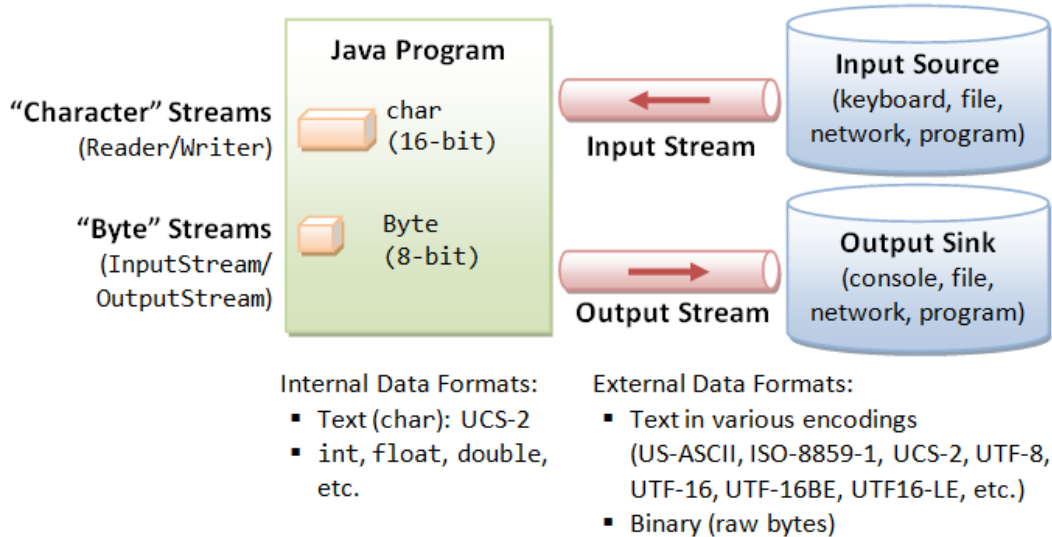 Java Program
“Character” Streams
(Reader/Writer)
char
(16-bit)
“Byte” Streams
(InputStream/
OutputStream)
Byte
(8-bit)
Input Stream
Output Stream
Input Source
(keyboard, file,
network, program)
Output Sink
(console, file,
network, program)
Internal Data Formats:
▪ Text (char): UCS-2
▪ int, float, double,
etc.
External Data Formats:
▪ Text in various encodings
(US-ASCII, ISO-8859-1, UCS-2, UTF-8,
UTF-16, UTF-16BE, UTF16-LE, etc.)
▪ Binary (raw bytes)